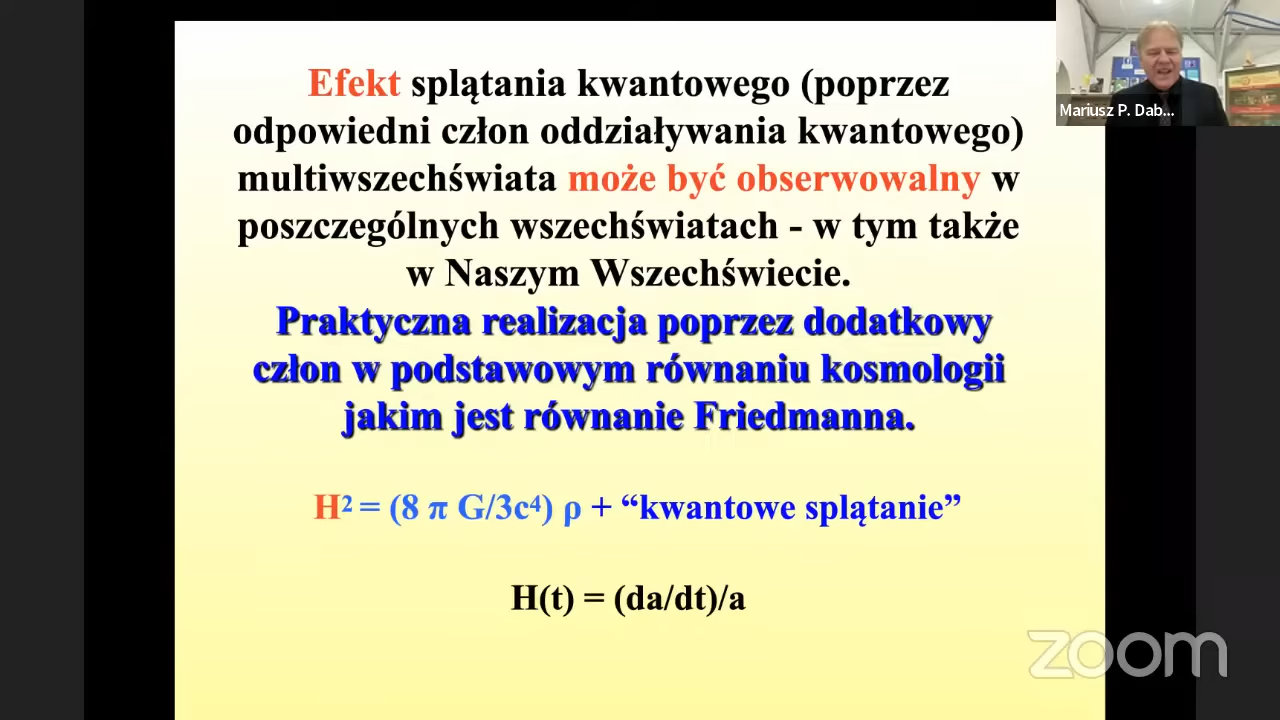 Efekt splątania kwantowego (poprzez
odpowiedni człon oddziaływania kwantowego)
multiwszechświata może być obserwowalny w
poszczególnych wszechświatach - w tym także
w Naszym Wszechświecie.
Praktyczna realizacja poprzez dodatkowy
człon w podstawowym równaniu kosmologii
jakim jest równanie Friedmanna.
H² = (8 π G/3c⁴) ρ + “kwantowe splątanie”
H(t) = (da/dt)/a
Mariusz P. Dab...
zoom